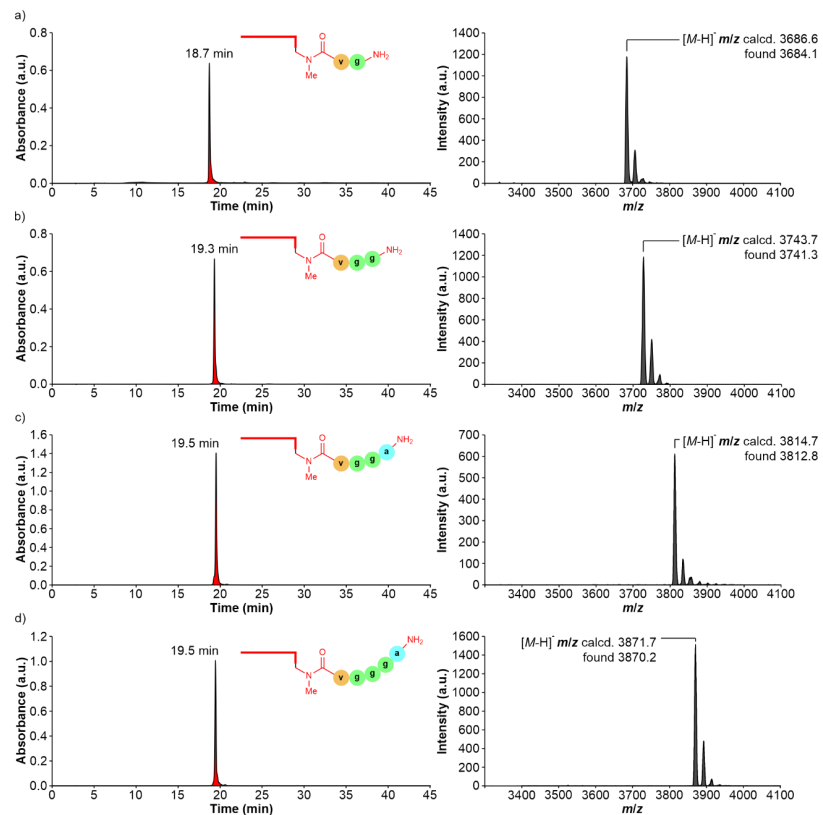 a)
18.7 min
O
N
Me
v g NH2
Absorbance (a.u.)
0.8
0.6
0.4
0.2
0.0
0 5 10 15 20 25 30 35 40 45
Time (min)
[M-H]- m/z calcd. 3686.6
found 3684.1
Intensity (a.u.)
1400
1200
1000
800
600
400
200
0
3400 3500 3600 3700 3800 3900 4000 4100
m/z
b)
19.3 min
O
N
Me
v g g NH2
Absorbance (a.u.)
0.8
0.6
0.4
0.2
0.0
0 5 10 15 20 25 30 35 40 45
Time (min)
[M-H]- m/z calcd. 3743.7
found 3741.3
Intensity (a.u.)
1400
1200
1000
800
600
400
200
0
3400 3500 3600 3700 3800 3900 4000 4100
m/z
c)
19.5 min
O
N
Me
v g g a NH2
Absorbance (a.u.)
1.6
1.4
1.2
1.0
0.8
0.6
0.4
0.2
0.0
0 5 10 15 20 25 30 35 40 45
Time (min)
[M-H]- m/z calcd. 3814.7
found 3812.8
Intensity (a.u.)
700
600
500
400
300
200
100
0
3400 3500 3600 3700 3800 3900 4000 4100
m/z
d)
19.5 min
O
N
Me
v g g g a NH2
Absorbance (a.u.)
1.2
1.0
0.8
0.6
0.4
0.2
0.0
0 5 10 15 20 25 30 35 40 45
Time (min)
[M-H]- m/z calcd. 3871.7
found 3870.2
Intensity (a.u.)
1600
1400
1200
1000
800
600
400
200
0
3400 3500 3600 3700 3800 3900 4000 4100
m/z